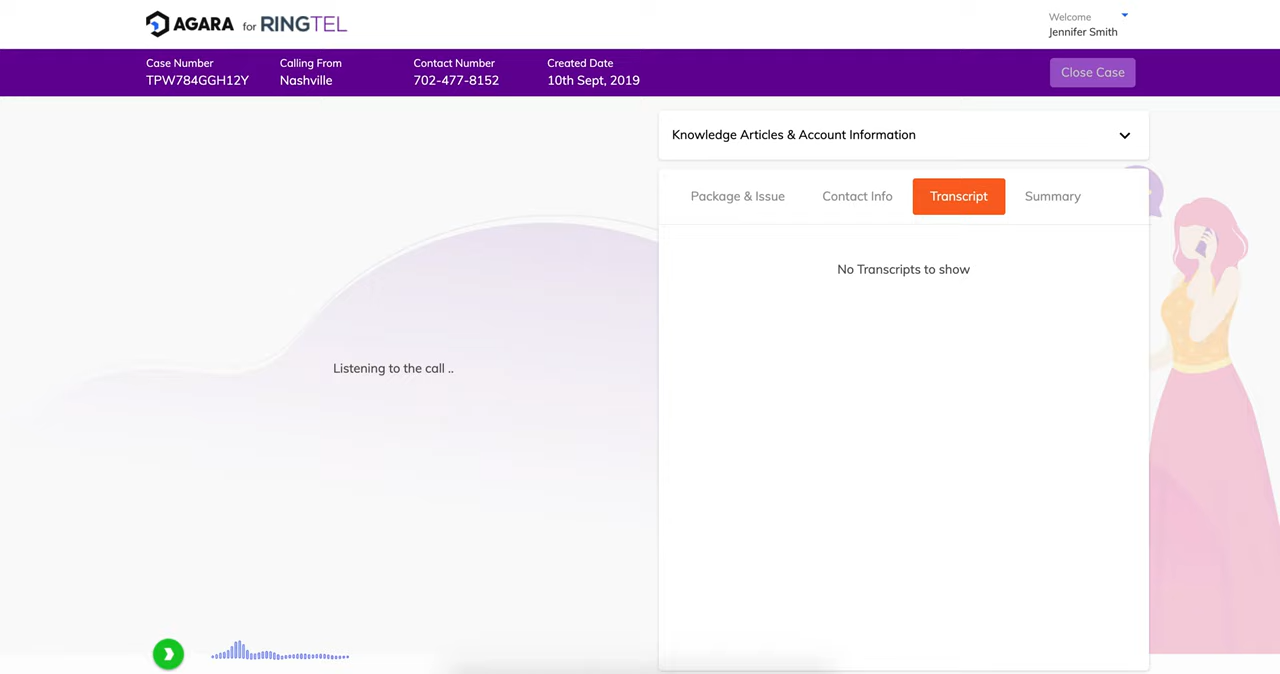 AGARA for RINGTEL
Welcome
Jennifer Smith
Case Number
TPW784GGH12Y
Calling From
Nashville
Contact Number
702-477-8152
Created Date
10th Sept, 2019
Close Case
Knowledge Articles & Account Information
Package & Issue Contact Info Transcript Summary
No Transcripts to show
Listening to the call ..